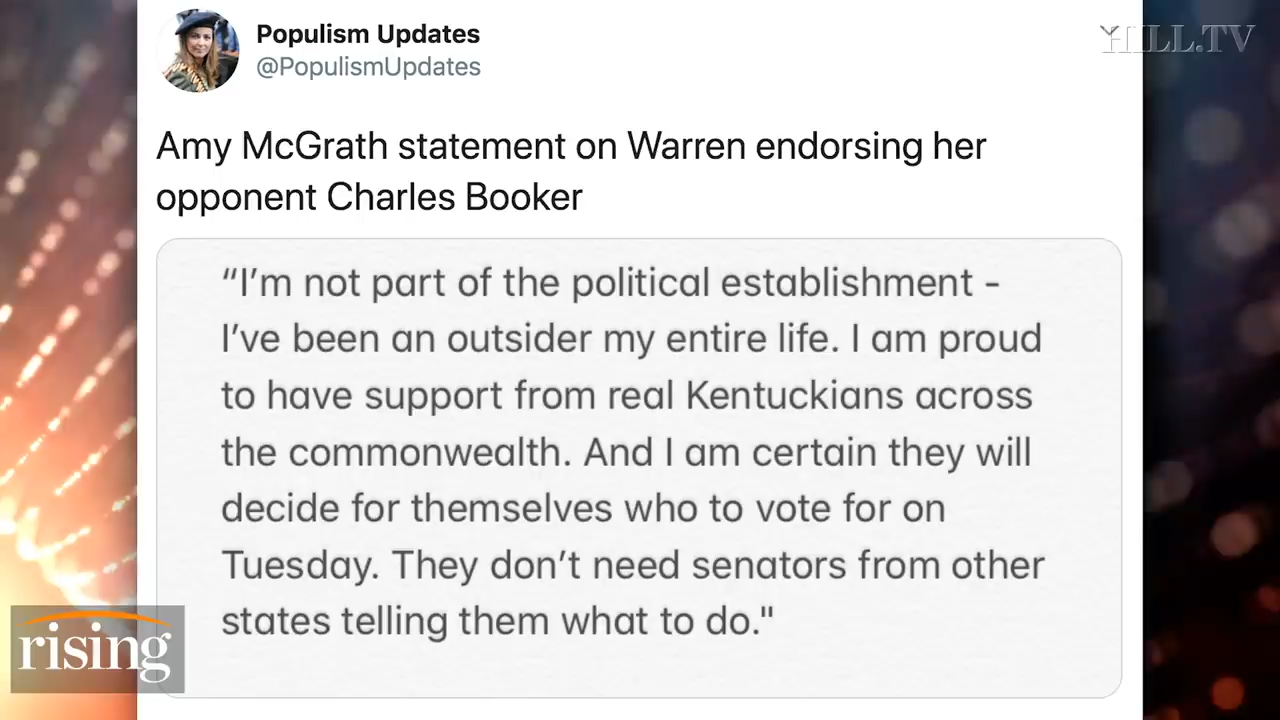 Populism Updates
@PopulismUpdates
HILL.TV
Amy McGrath statement on Warren endorsing her
opponent Charles Booker
“I’m not part of the political establishment -
I’ve been an outsider my entire life. I am proud
to have support from real Kentuckians across
the commonwealth. And I am certain they will
decide for themselves who to vote for on
Tuesday. They don’t need senators from other
states telling them what to do."
rising